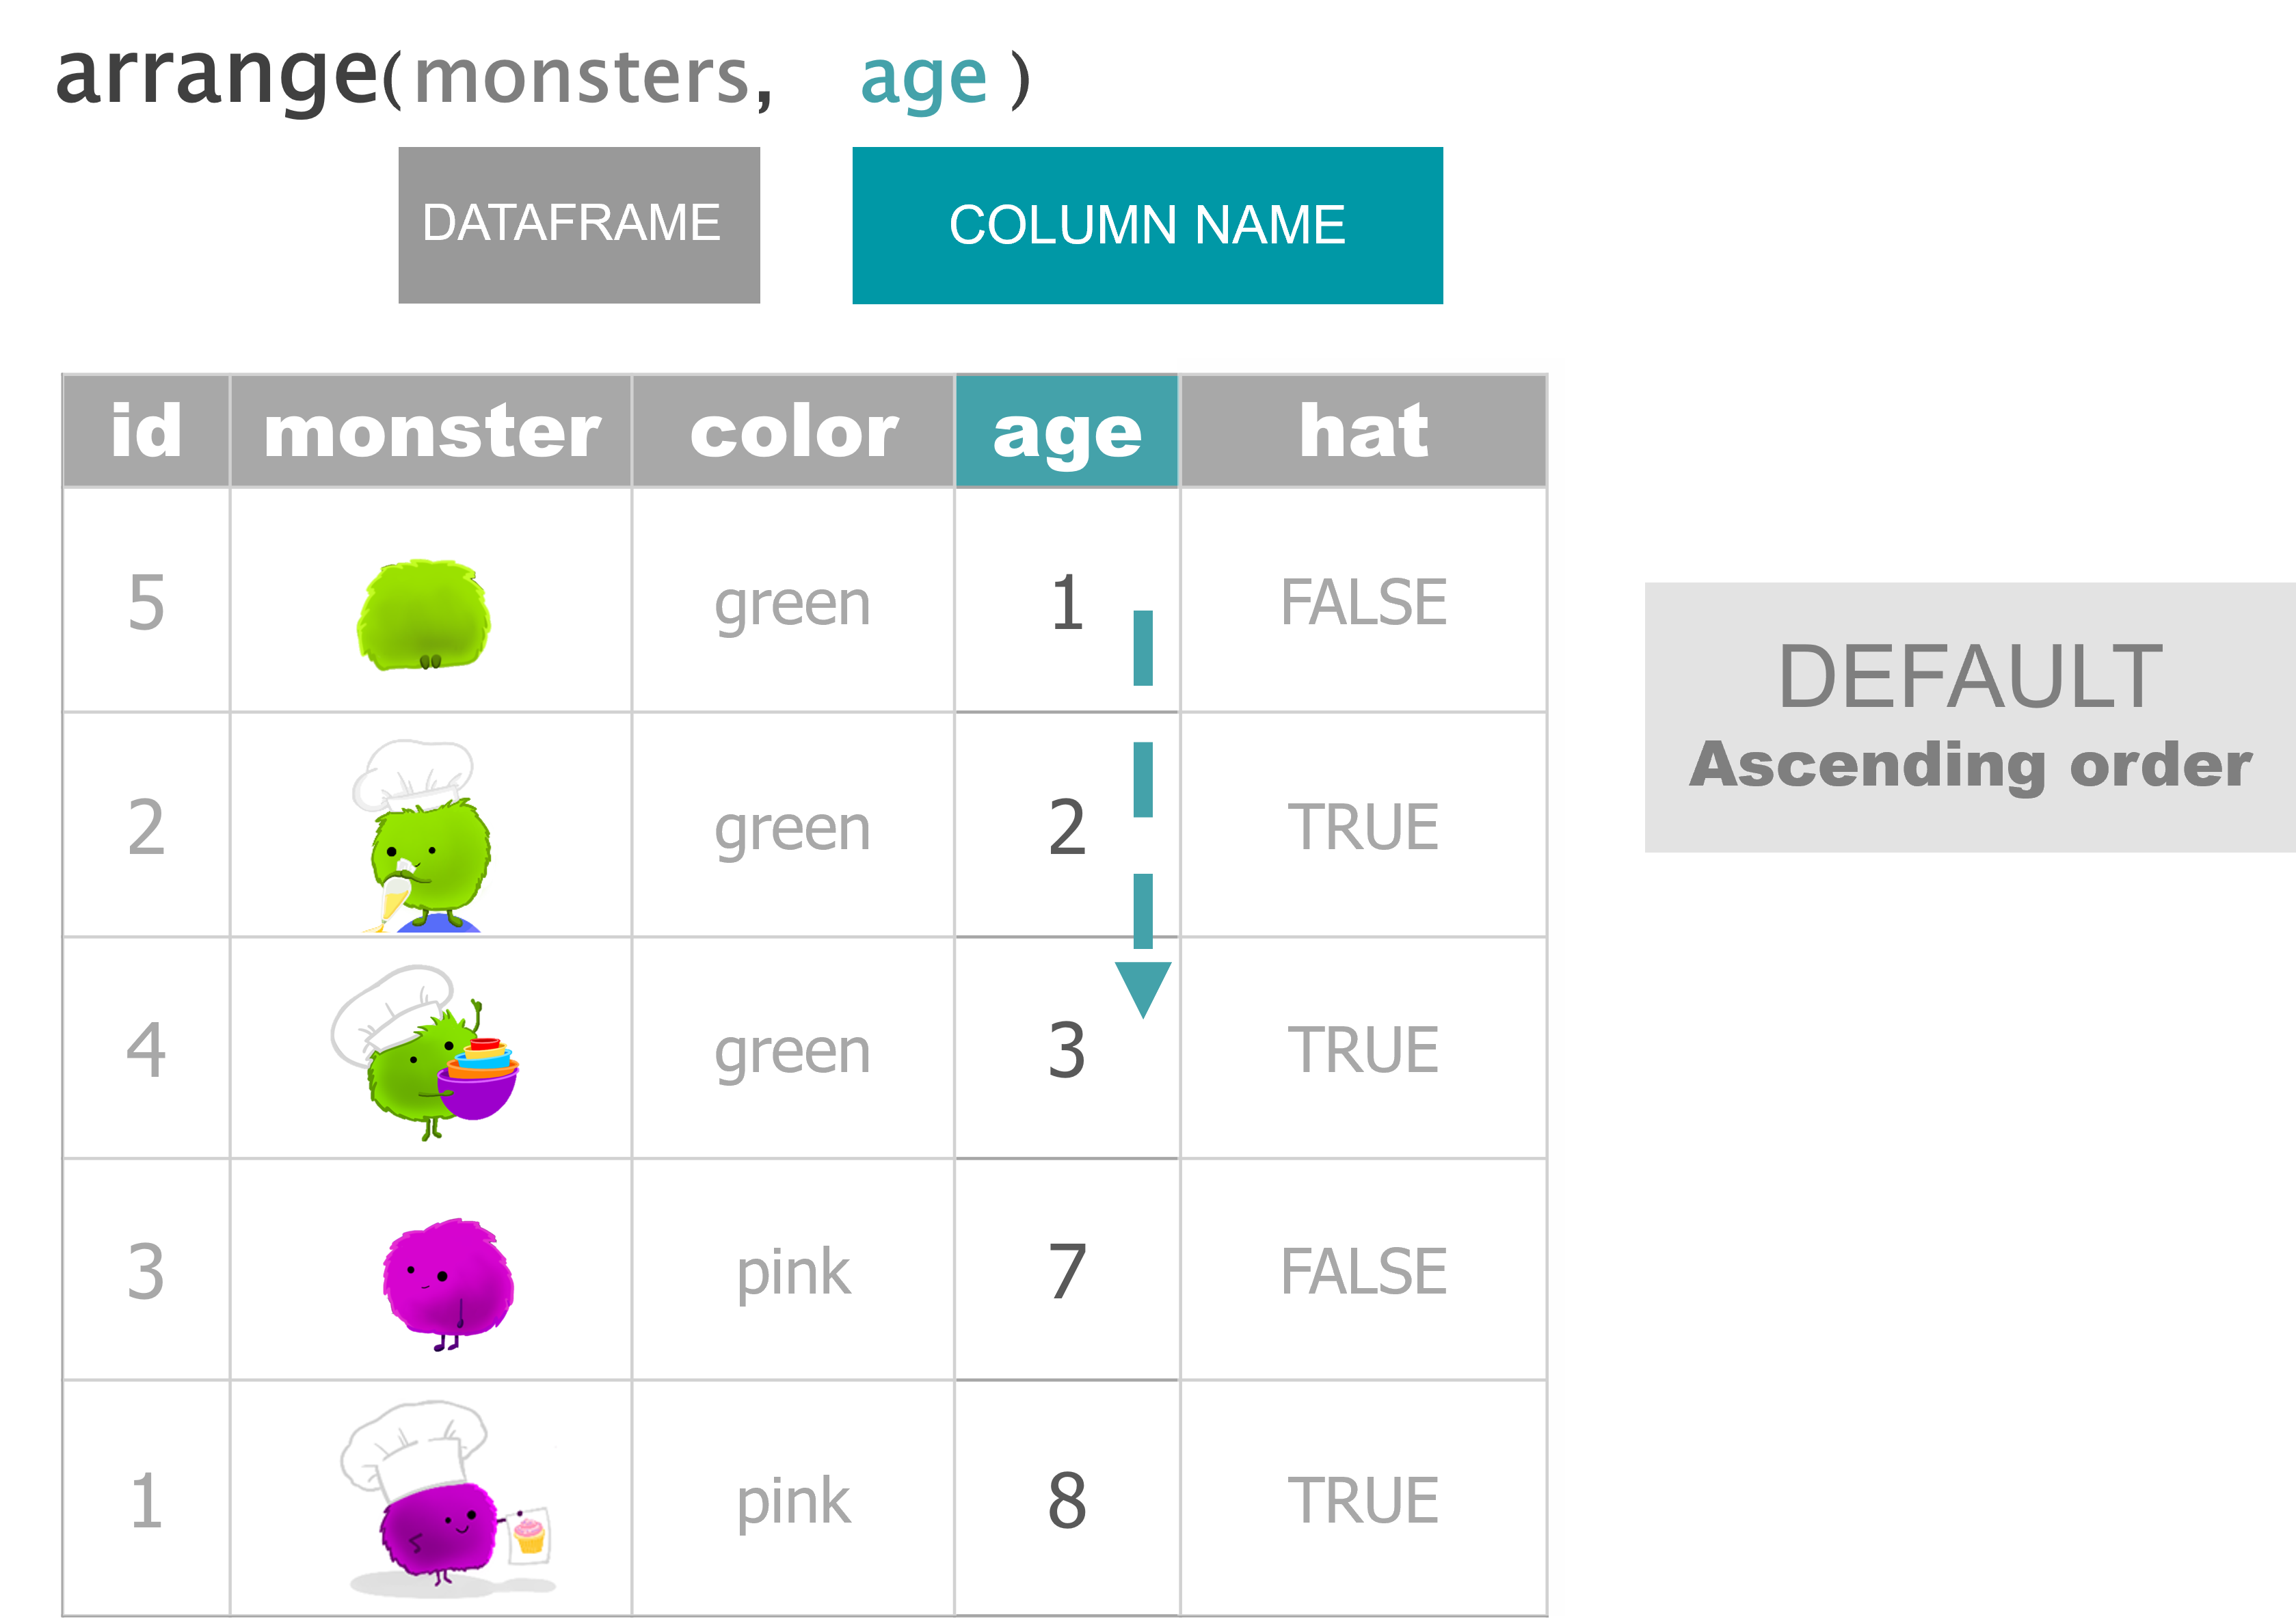 arrange(monsters, age)
DATAFRAME COLUMN NAME
id monster color age hat
5 green 1 FALSE
DEFAULT
Ascending order
2 green 2 TRUE
4 green 3 TRUE
3 pink 7 FALSE
1 pink 8 TRUE